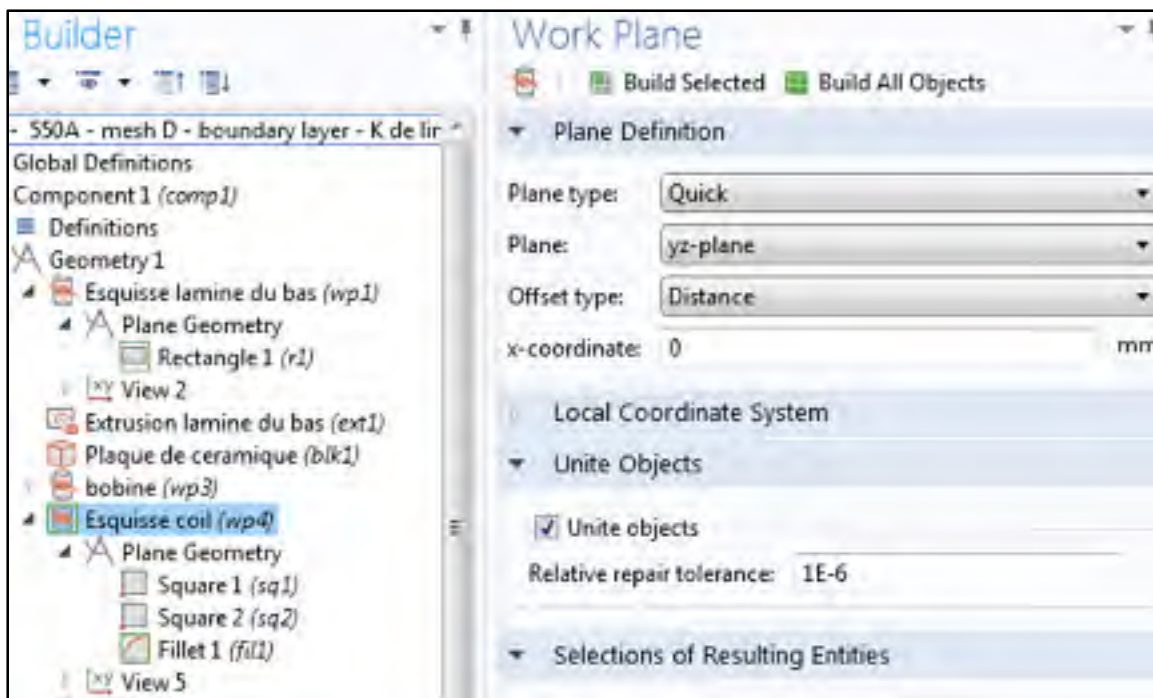 Builder
- 550A - mesh D - boundary layer - K de lir
Global Definitions
Component 1 (comp1)
Definitions
Geometry 1
Esquisse lamine du bas (wp1)
Plane Geometry
Rectangle 1 (r1)
View 2
Extrusion lamine du bas (ext1)
Plaque de ceramique (blk1)
bobine (wp3)
Esquisse coil (wp4)
Plane Geometry
Square 1 (sq1)
Square 2 (sq2)
Fillet 1 (fil1)
View 5
Work Plane
Build Selected Build All Objects
Plane Definition
Plane type: Quick
Plane: yz-plane
Offset type: Distance
x-coordinate: 0 mm
Local Coordinate System
Unite Objects
Unite objects
Relative repair tolerance: 1E-6
Selections of Resulting Entities